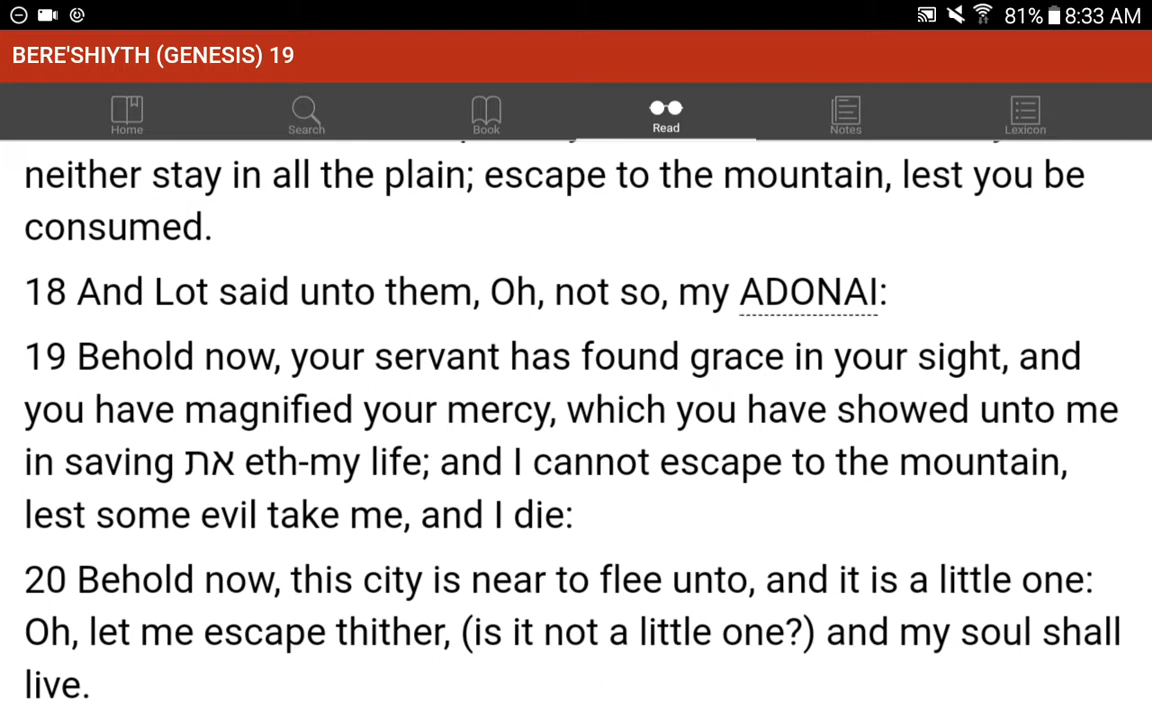 81% 8:33 AM
BERE'SHIYTH (GENESIS) 19
Home Search Book Read Notes Lexicon
neither stay in all the plain; escape to the mountain, lest you be
consumed.
18 And Lot said unto them, Oh, not so, my ADONAI:
19 Behold now, your servant has found grace in your sight, and
you have magnified your mercy, which you have showed unto me
in saving את eth-my life; and I cannot escape to the mountain,
lest some evil take me, and I die:
20 Behold now, this city is near to flee unto, and it is a little one:
Oh, let me escape thither, (is it not a little one?) and my soul shall
live.